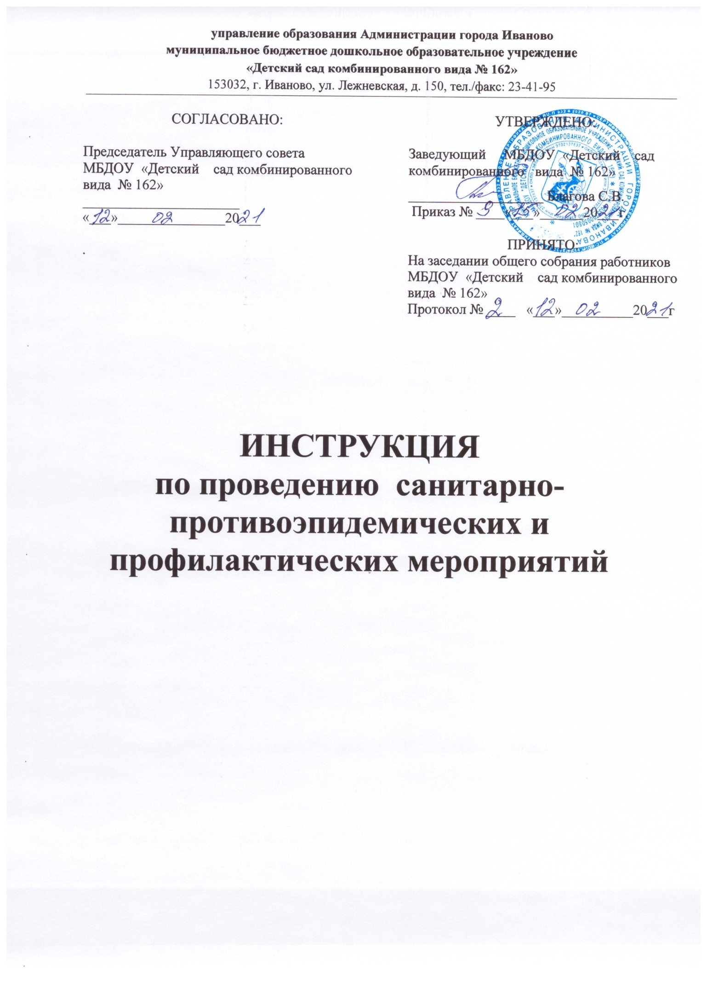 управление образования Администрации города Иваново
муниципальное бюджетное дошкольное образовательное учреждение
«Детский сад комбинированного вида № 162»
153032, г. Иваново, ул. Лежневская, д. 150, тел./факс: 23-41-95
СОГЛАСОВАНО:
Председатель Управляющего совета
МБДОУ «Детский сад комбинированного
вида № 162»
«12» 02 2021
УТВЕРЖДЕНО:
Заведующий МБДОУ «Детский сад
комбинированного вида № 162»
Благова С.В.
Приказ № 9 «15» 02 2021г
ПРИНЯТО:
На заседании общего собрания работников
МБДОУ «Детский сад комбинированного
вида № 162»
Протокол № 2 «12» 02 2021г
ИНСТРУКЦИЯ
по проведению санитарно-
противоэпидемических и
профилактических мероприятий